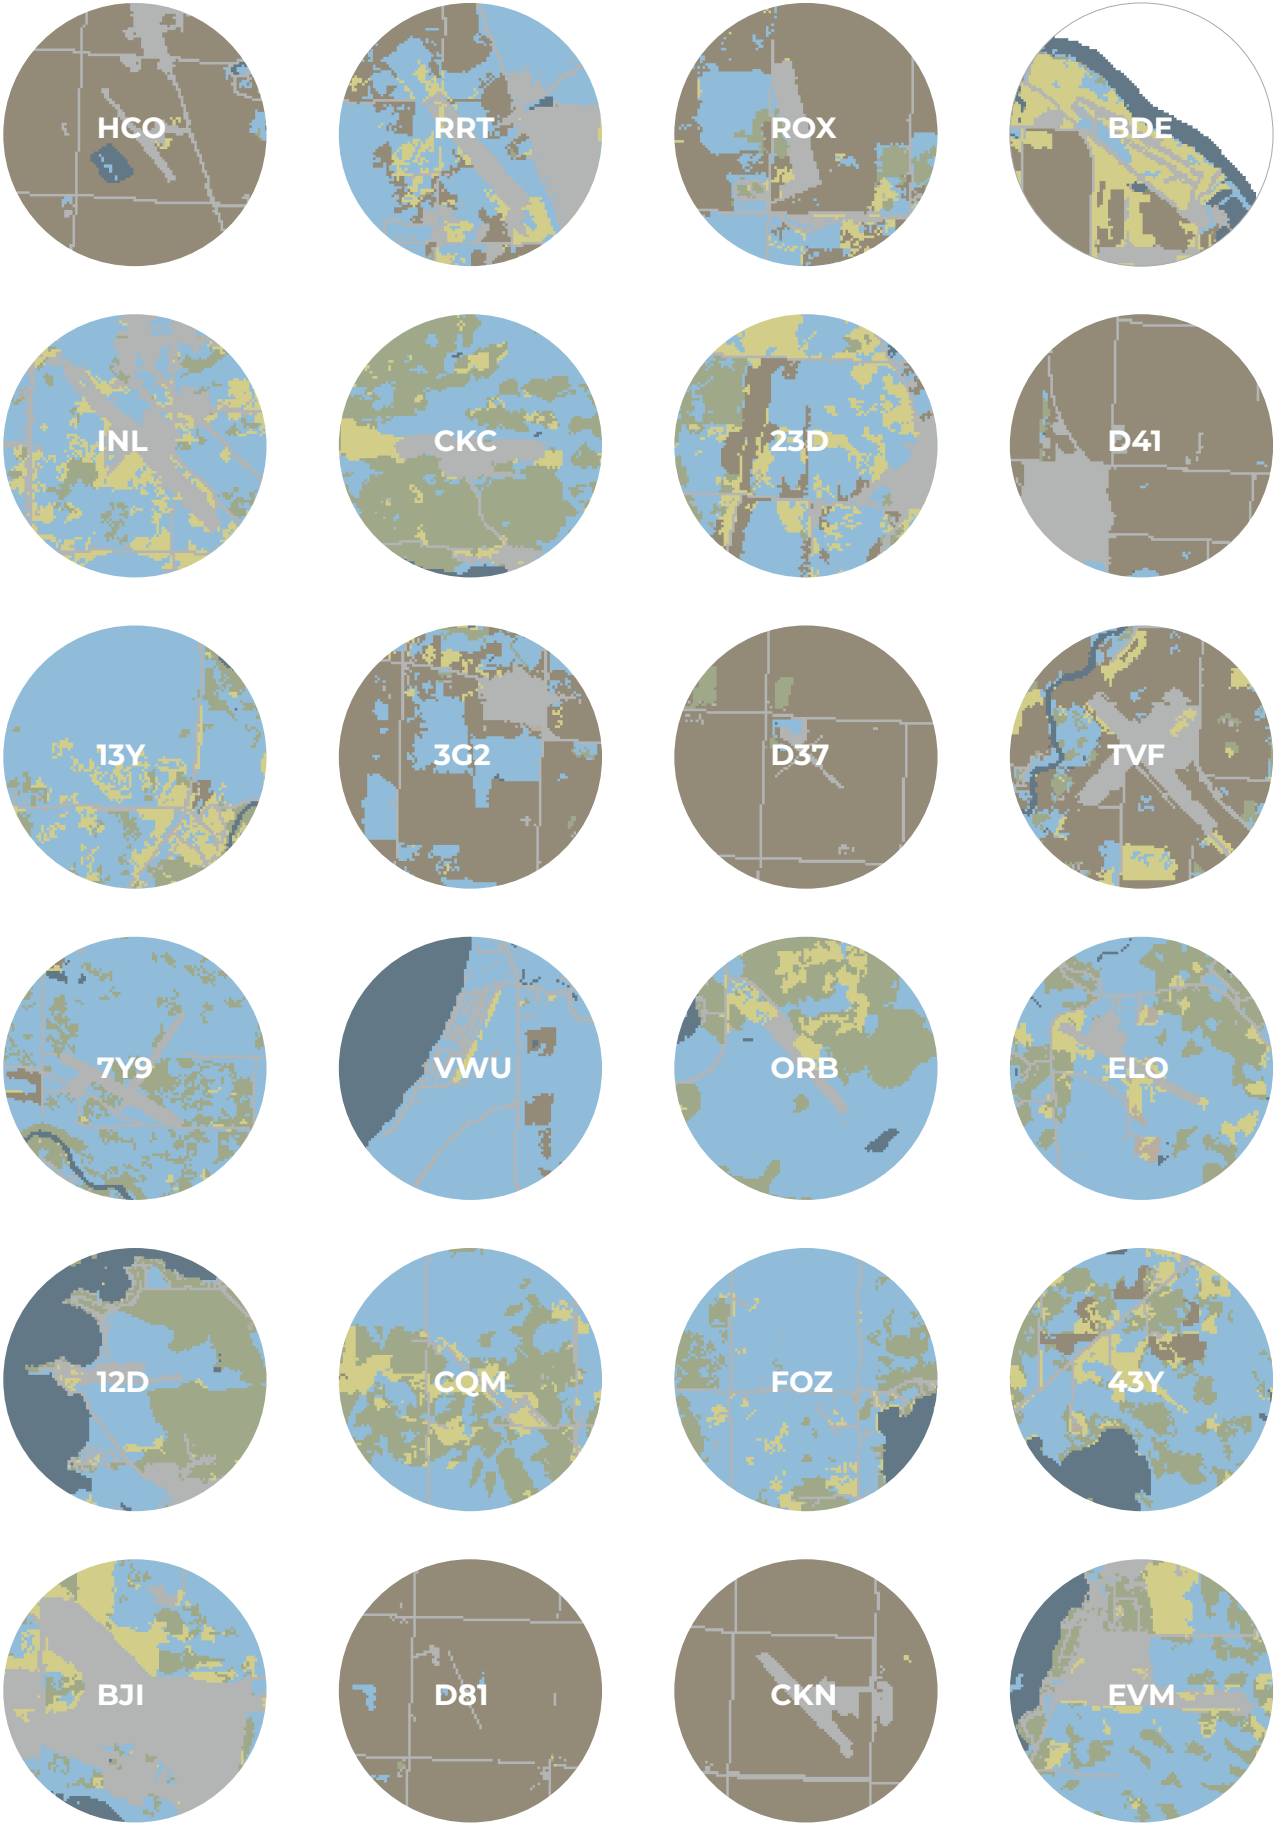 HCO RRT ROX BDE
INL CKC 23D D41
13Y 3G2 D37 TVF
7Y9 VWU ORB ELO
12D CQM FOZ 43Y
BJI D81 CKN EVM